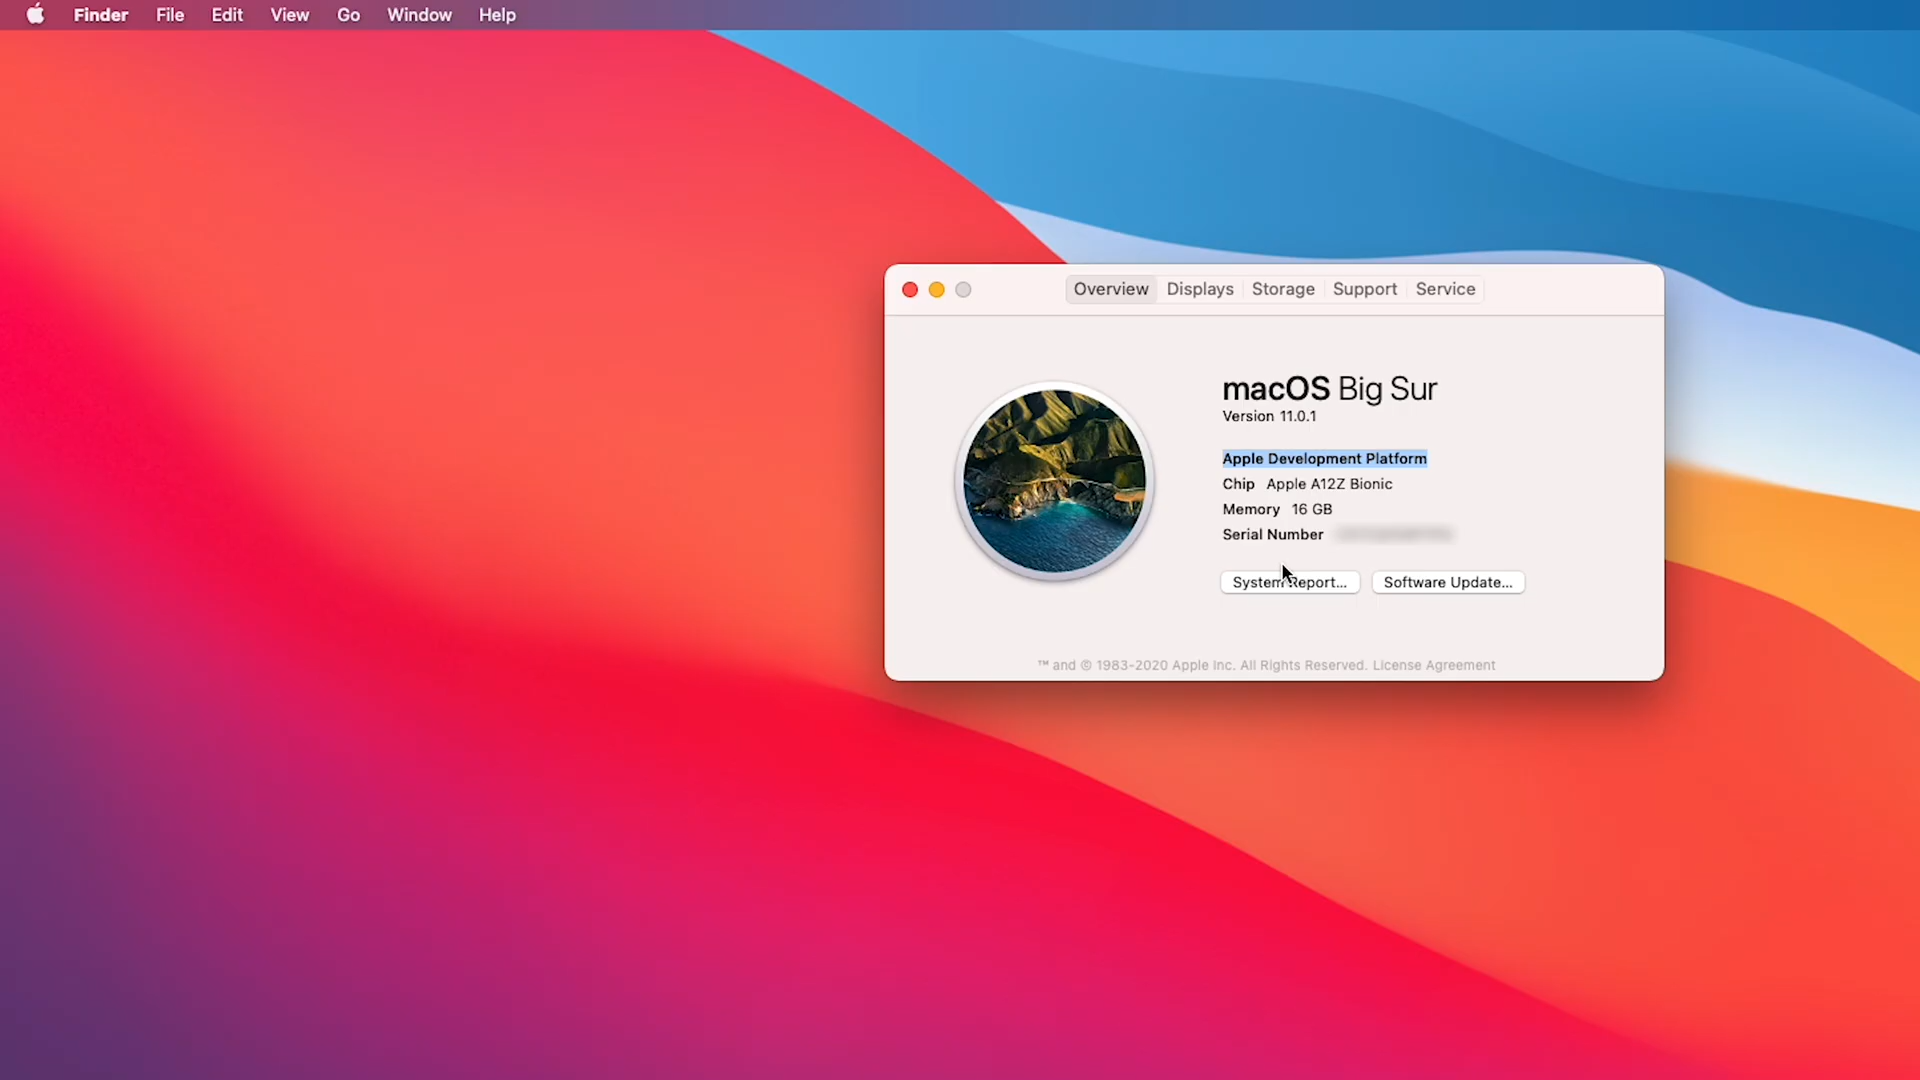 Finder File Edit View Go Window Help
Overview Displays Storage Support Service
macOS Big Sur
Version 11.0.1
Apple Development Platform
Chip Apple A12Z Bionic
Memory 16 GB
Serial Number
System Report... Software Update...
™ and © 1983-2020 Apple Inc. All Rights Reserved. License Agreement